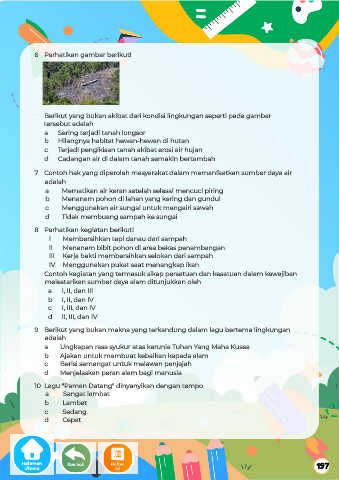 6 Perhatikan gambar berikut!
Berikut yang bukan akibat dari kondisi lingkungan seperti pada gambar
tersebut adalah
a Sering terjadi tanah longsor
b Hilangnya habitat hewan-hewan di hutan
c Terjadi pengikisan tanah akibat erosi air hujan
d Cadangan air di dalam tanah semakin bertambah
7 Contoh hak yang diperoleh masyarakat dalam memanfaatkan sumber daya air
adalah
a Mematikan air keran setelah selesai mencuci piring
b Menanam pohon di lahan yang kering dan gundul
c Menggunakan air sungai untuk mengairi sawah
d Tidak membuang sampah ke sungai
8 Perhatikan kegiatan berikut!
I Membersihkan tepi danau dari sampah
II Menanam bibit pohon di area bekas penambangan
III Kerja bakti membersihkan selokan dari sampah
IV Menggunakan pukat saat menangkap ikan
Contoh kegiatan yang termasuk sikap persatuan dan kesatuan dalam kewajiban
melestarikan sumber daya alam ditunjukkan oleh
a I, II, dan III
b I, II, dan IV
c I, III, dan IV
d II, III, dan IV
9 Berikut yang bukan makna yang terkandung dalam lagu bertema lingkungan
adalah
a Ungkapan rasa syukur atas karunia Tuhan Yang Maha Kuasa
b Ajakan untuk membuat kebaikan kepada alam
c Berisi semangat untuk melawan penjajah
d Menjelaskan peran alam bagi manusia
10 Lagu "Paman Datang" dinyanyikan dengan tempo
a Sangat lambat
b Lambat
c Sedang
d Cepat
Halaman
Utama
197